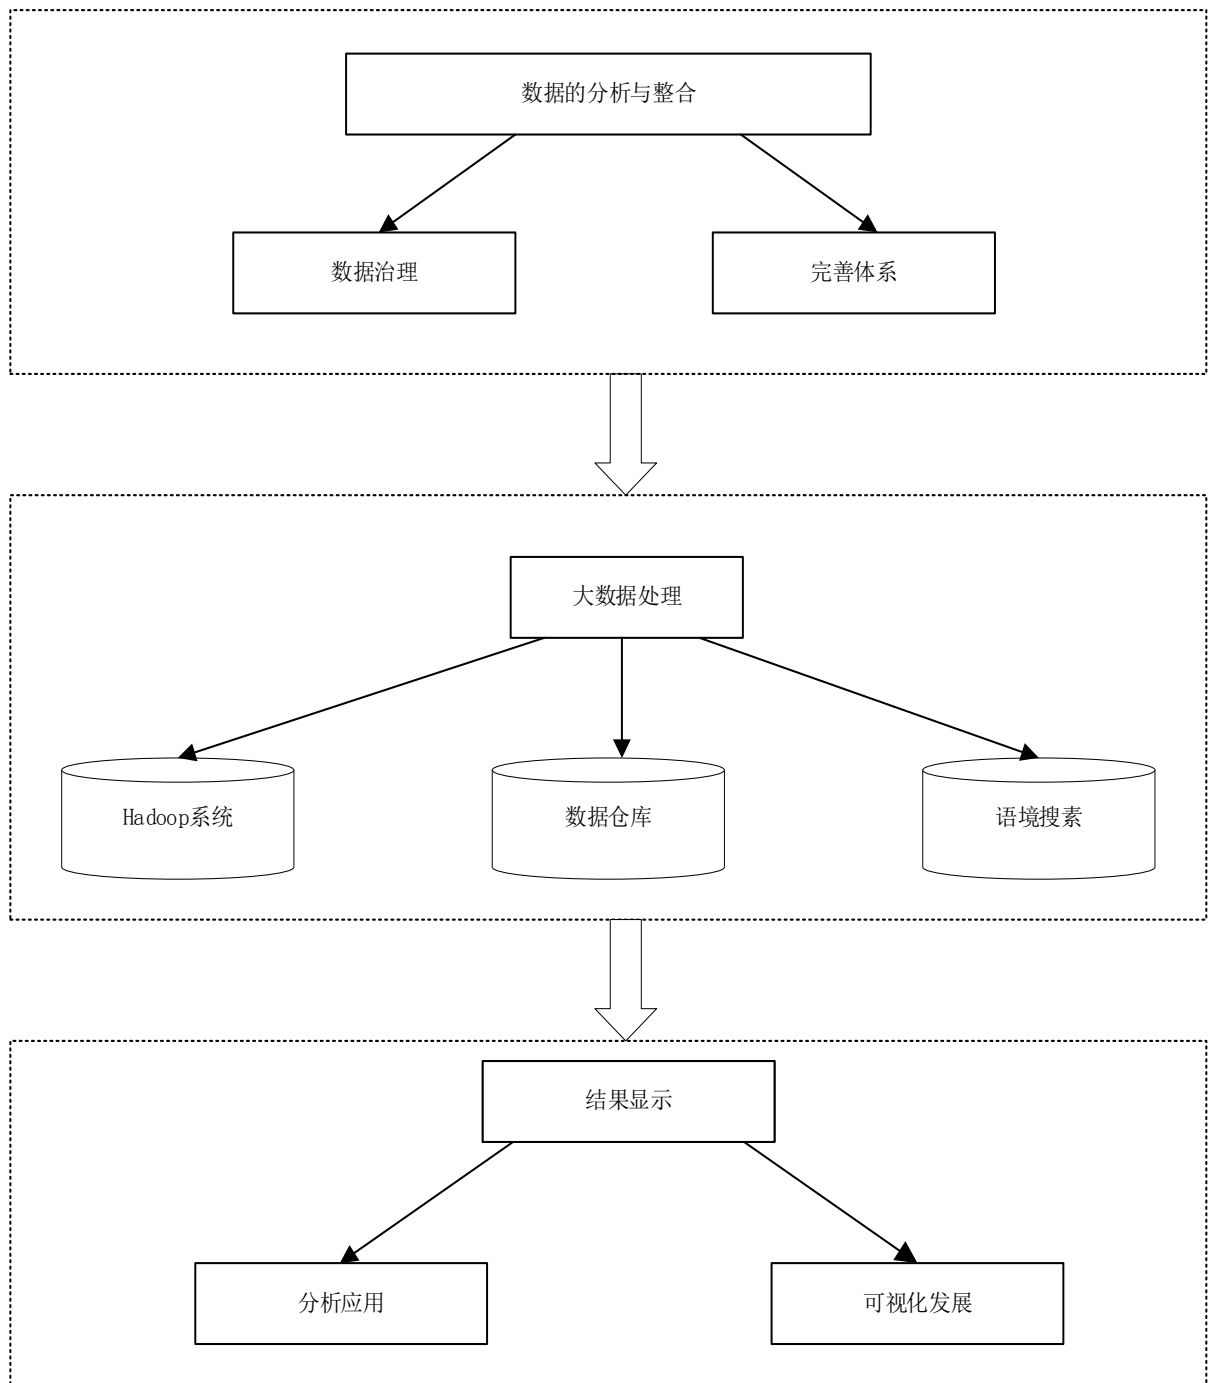 数据的分析与整合
数据治理
完善体系
大数据处理
Hadoop系统
数据仓库
语境搜素
结果显示
分析应用
可视化发展